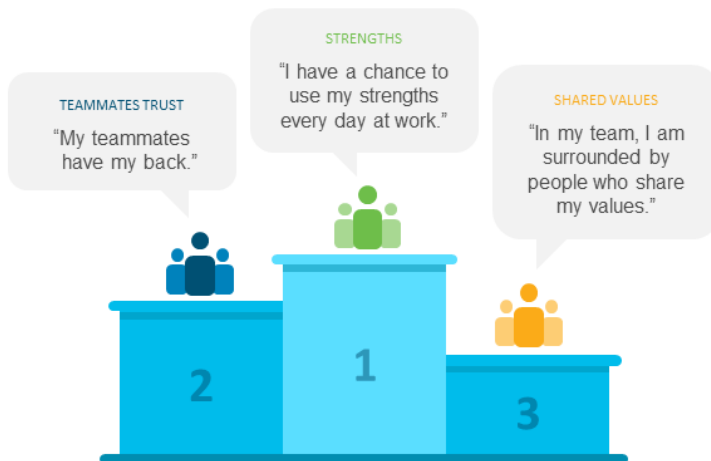 STRENGTHS
“I have a chance to
use my strengths
every day at work.”
TEAMMATES TRUST
“My teammates
have my back.”
SHARED VALUES
“In my team, I am
surrounded by
people who share
my values.”
2
1
3